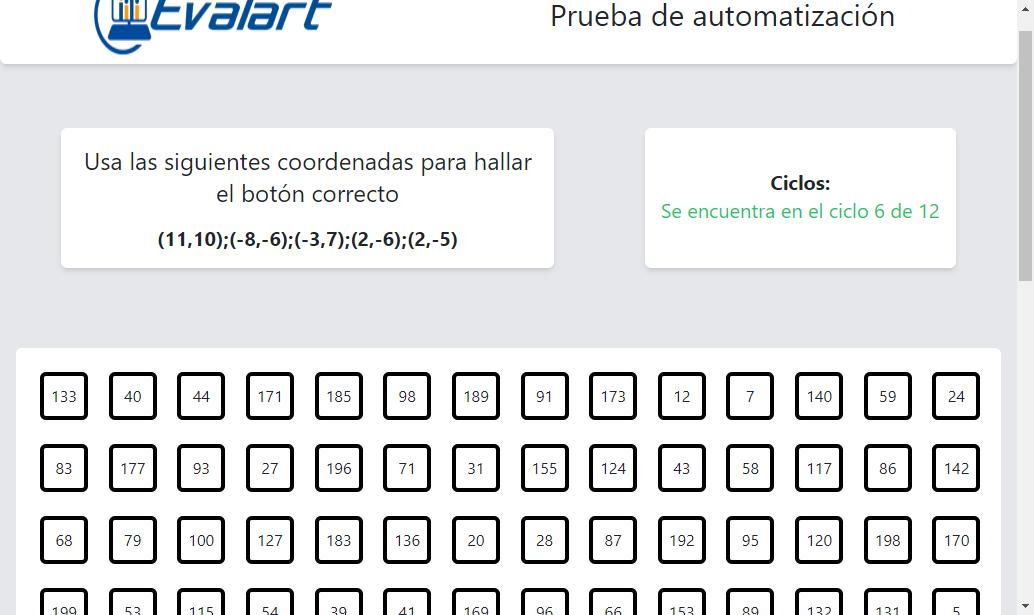 Evalart
Prueba de automatización
Usa las siguientes coordenadas para hallar
el botón correcto
(11,10);(-8,-6);(-3,7);(2,-6);(2,-5)
Ciclos:
Se encuentra en el ciclo 6 de 12
133 40 44 171 185 98 189 91 173 12 7 140 59 24
83 177 93 27 196 71 31 155 124 43 58 117 86 142
68 79 100 127 183 136 20 28 87 192 95 120 198 170
199 53 115 54 39 41 169 96 66 153 89 132 131 5